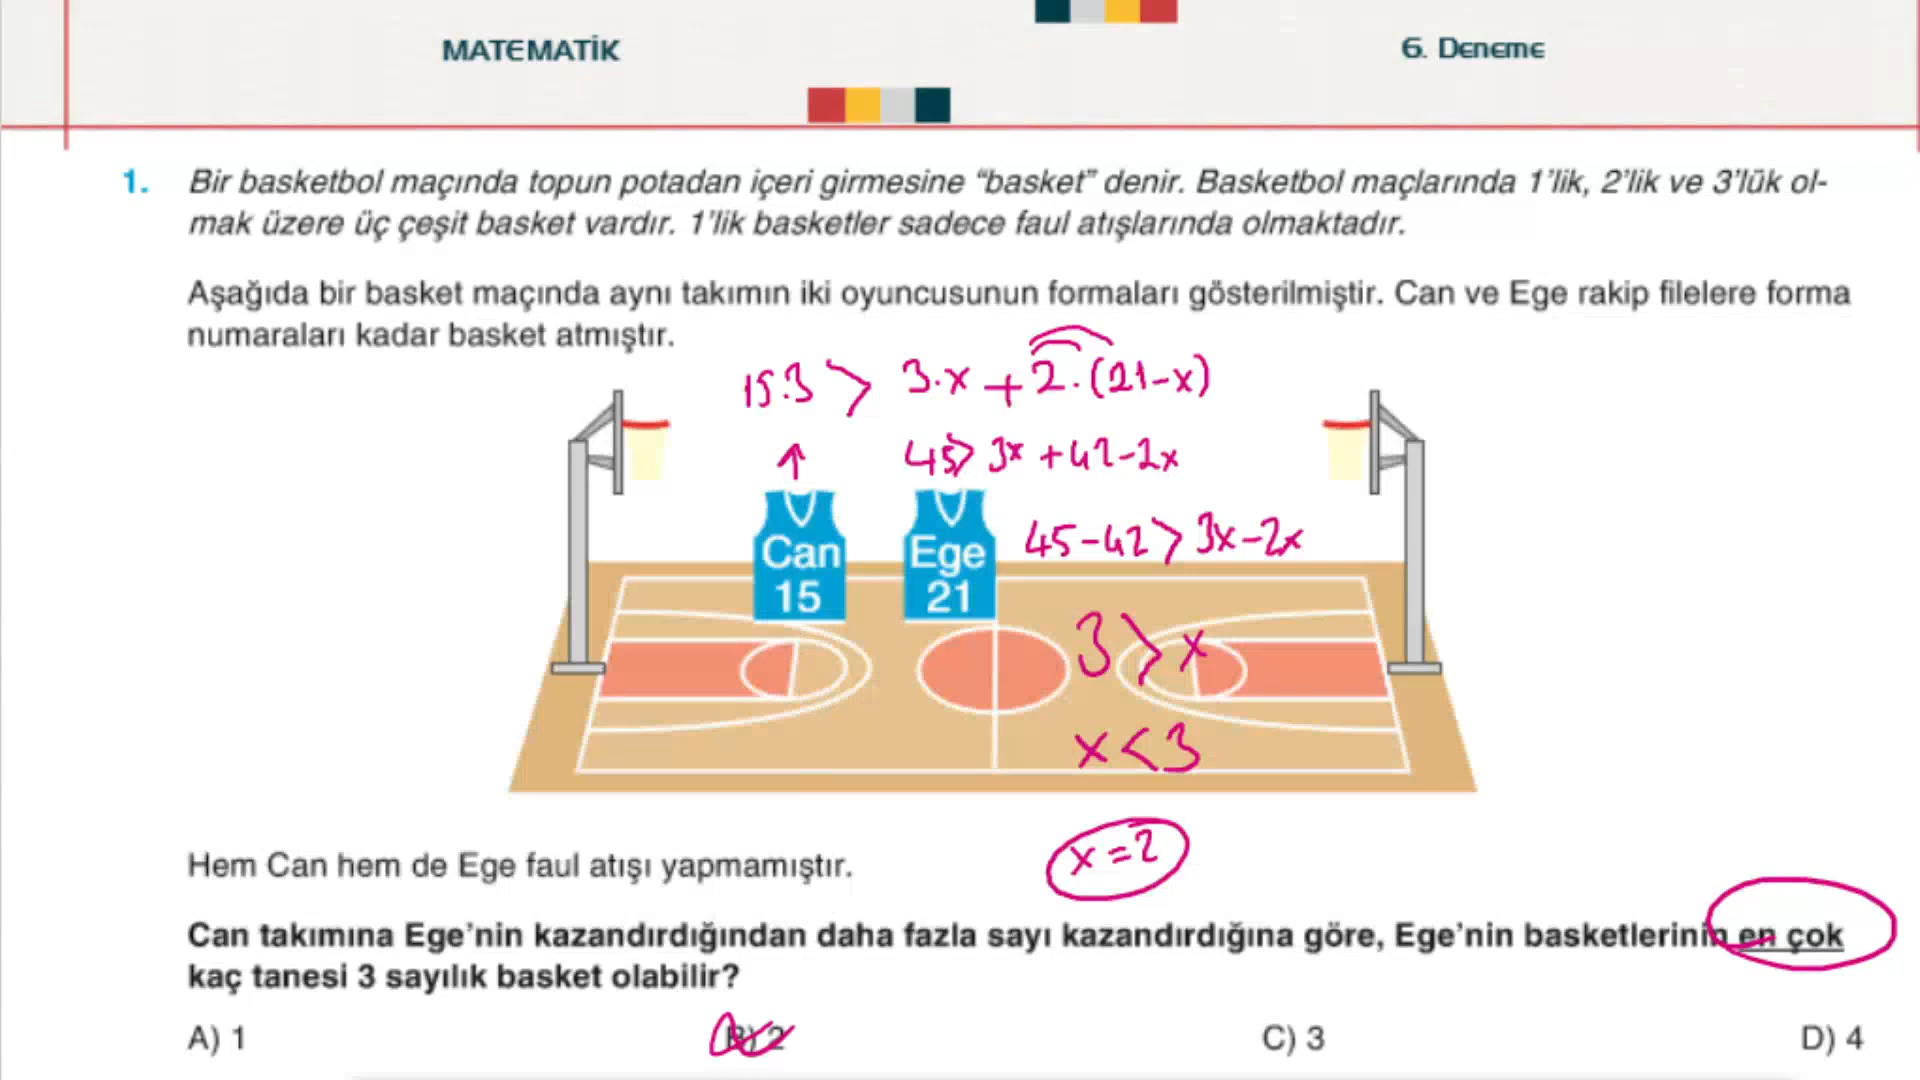 MATEMATİK
6. Deneme
1. Bir basketbol maçında topun potadan içeri girmesine “basket” denir. Basketbol maçlarında 1’lik, 2’lik ve 3’lük ol-
mak üzere üç çeşit basket vardır. 1’lik basketler sadece faul atışlarında olmaktadır.
Aşağıda bir basket maçında aynı takımın iki oyuncusunun formaları gösterilmiştir. Can ve Ege rakip filelere forma
numaraları kadar basket atmıştır.
15.3 > 3.x + 2.(21-x)
45> 3x +42-2x
Can
15
Ege
21
45-42> 3x-2x
3 > x
x < 3
x=2
Hem Can hem de Ege faul atışı yapmamıştır.
Can takımına Ege’nin kazandırdığından daha fazla sayı kazandırdığına göre, Ege’nin basketlerinin en çok
kaç tanesi 3 sayılık basket olabilir?
A) 1 B) 2 C) 3 D) 4